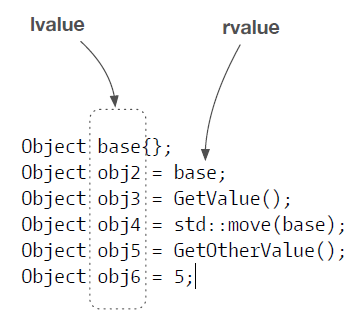 lvalue
rvalue
Object base{};
Object obj2 = base;
Object obj3 = GetValue();
Object obj4 = std::move(base);
Object obj5 = GetOtherValue();
Object obj6 = 5;